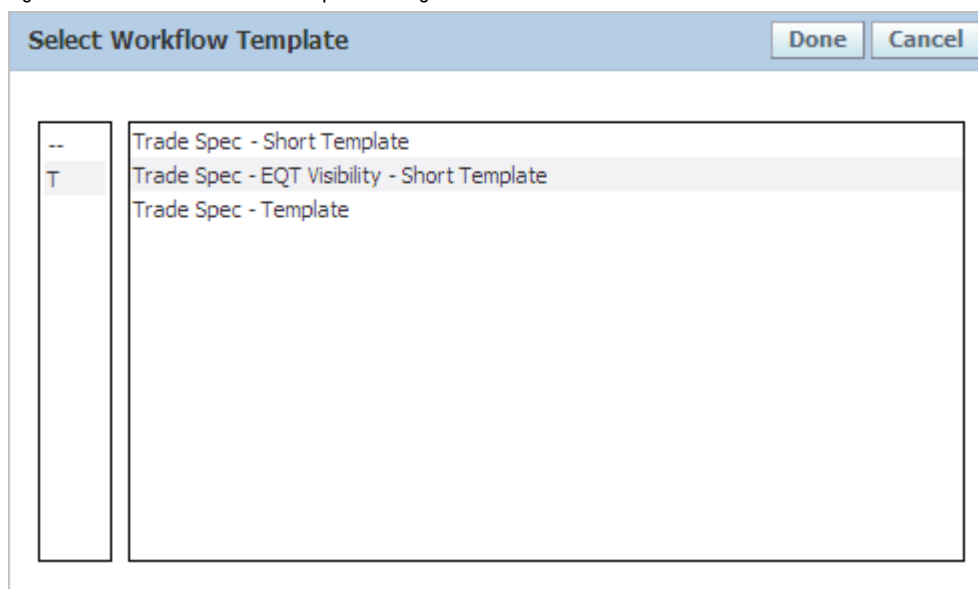 Select Workflow Template Done Cancel
-- Trade Spec - Short Template
T Trade Spec - EQT Visibility - Short Template
Trade Spec - Template